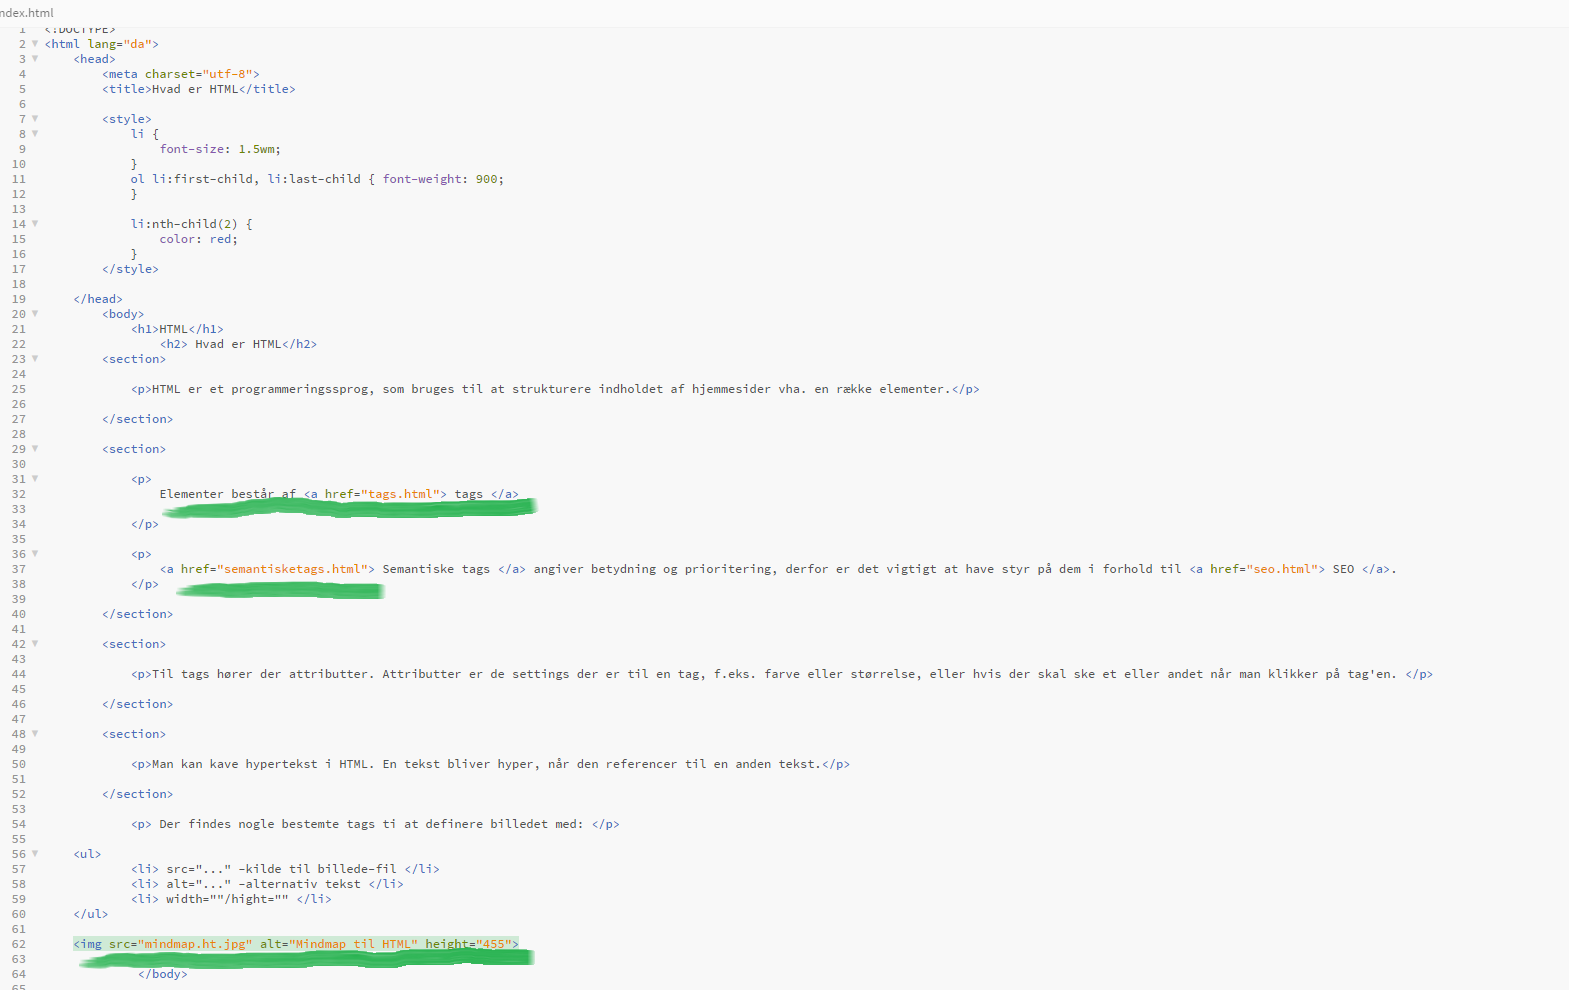 ndex.html
1 <!DOCTYPE>
2 <html lang="da">
3 <head>
4 <meta charset="utf-8">
5 <title>Hvad er HTML</title>
6
7 <style>
8 li {
9 font-size: 1.5wm;
10 }
11 ol li:first-child, li:last-child { font-weight: 900;
12 }
13
14 li:nth-child(2) {
15 color: red;
16 }
17 </style>
18
19 </head>
20 <body>
21 <h1>HTML</h1>
22 <h2> Hvad er HTML</h2>
23 <section>
24
25 <p>HTML er et programmeringssprog, som bruges til at strukturere indholdet af hjemmesider vha. en række elementer.</p>
26
27 </section>
28
29 <section>
30
31 <p>
32 Elementer består af <a href="tags.html"> tags </a>
33
34 </p>
35
36 <p>
37 <a href="semantisketags.html"> Semantiske tags </a> angiver betydning og prioritering, derfor er det vigtigt at have styr på dem i forhold til <a href="seo.html"> SEO </a>.
38 </p>
39
40 </section>
41
42 <section>
43
44 <p>Til tags hører der attributter. Attributter er de settings der er til en tag, f.eks. farve eller størrelse, eller hvis der skal ske et eller andet når man klikker på tag'en. </p>
45
46 </section>
47
48 <section>
49
50 <p>Man kan kave hypertekst i HTML. En tekst bliver hyper, når den referencer til en anden tekst.</p>
51
52 </section>
53
54 <p> Der findes nogle bestemte tags ti at definere billedet med: </p>
55
56 <ul>
57 <li> src="..." -kilde til billede-fil </li>
58 <li> alt="..." -alternativ tekst </li>
59 <li> width=""/hight="" </li>
60 </ul>
61
62 <img src="mindmap.ht.jpg" alt="Mindmap til HTML" height="455">
63
64 </body>
65